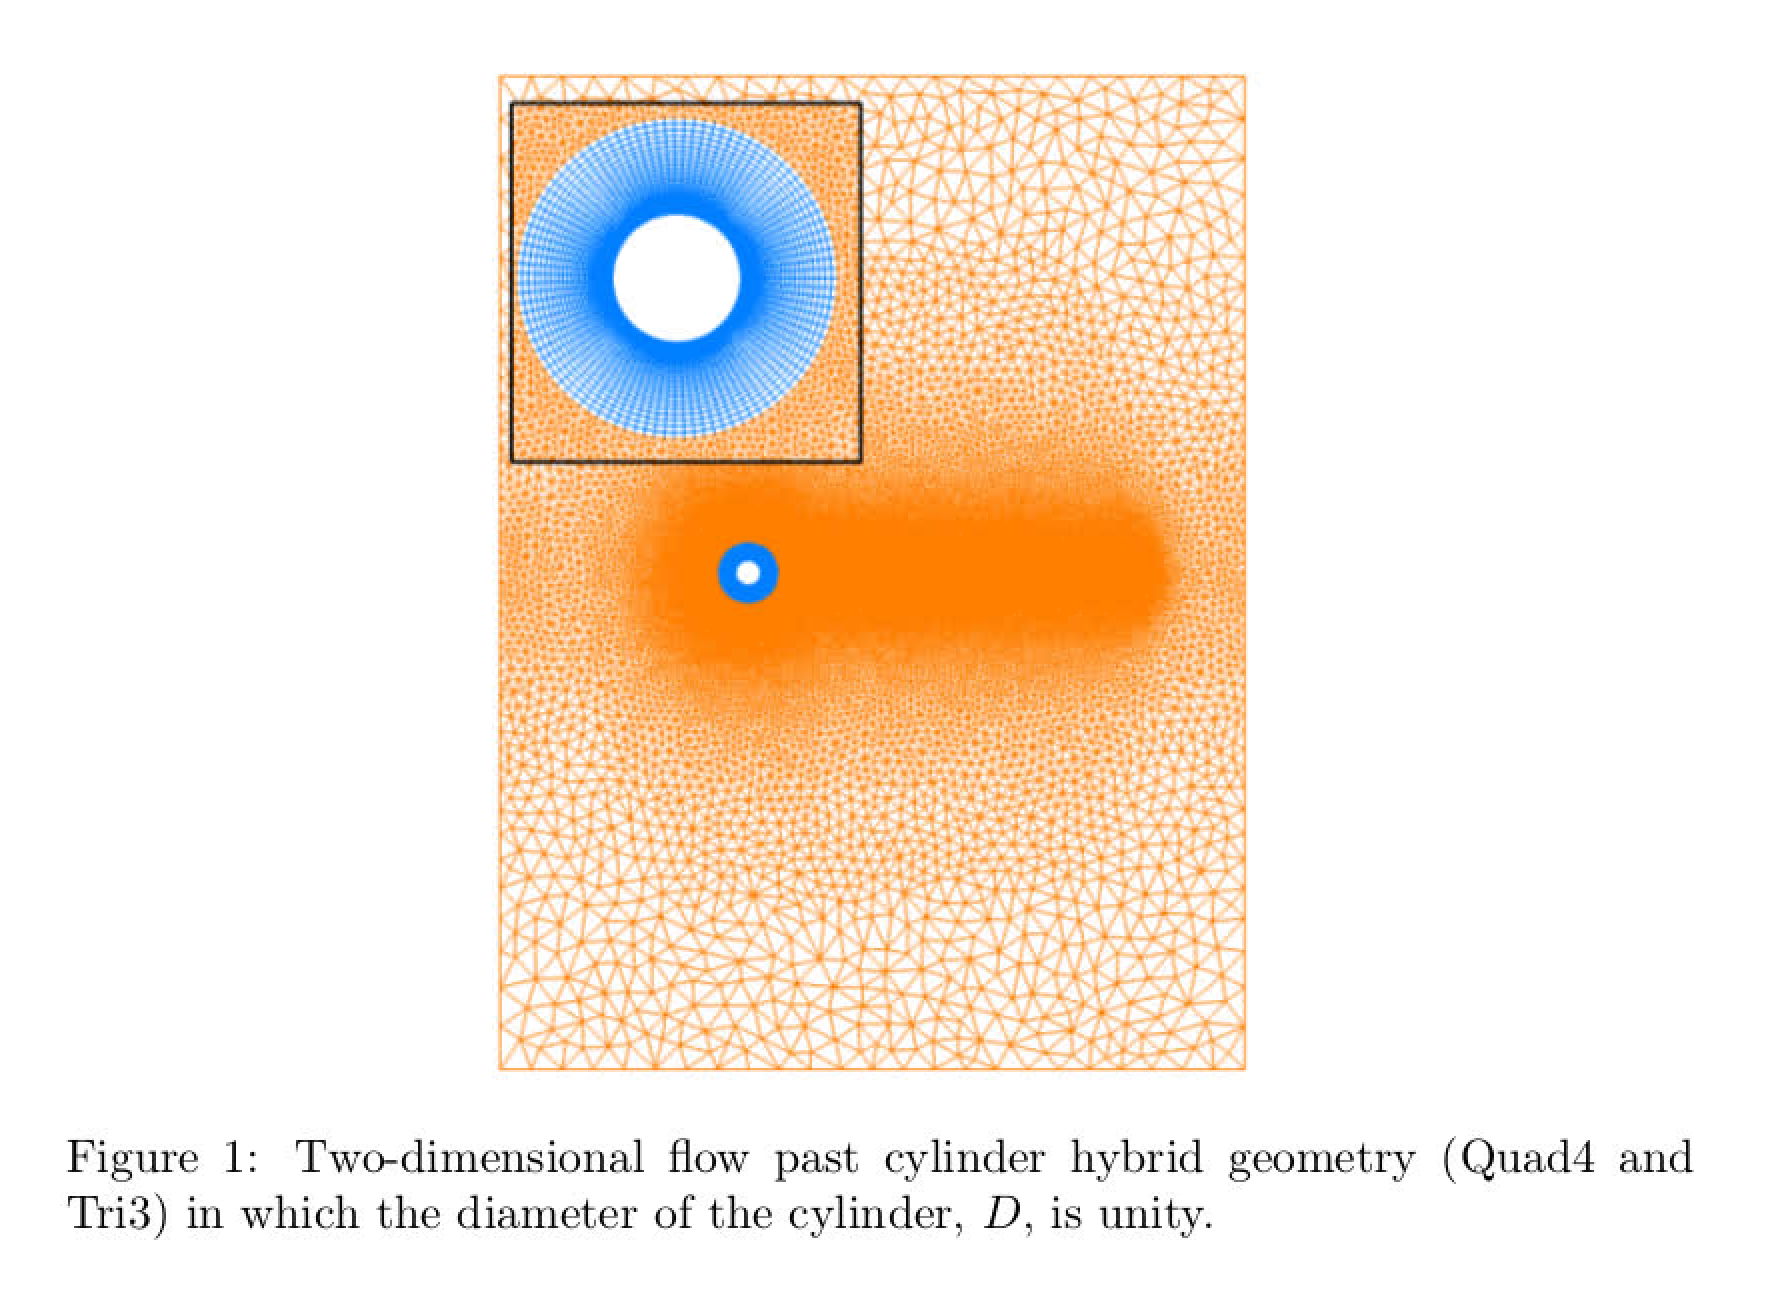 Figure 1: Two-dimensional flow past cylinder hybrid geometry (Quad4 and
Tri3) in which the diameter of the cylinder, D, is unity.